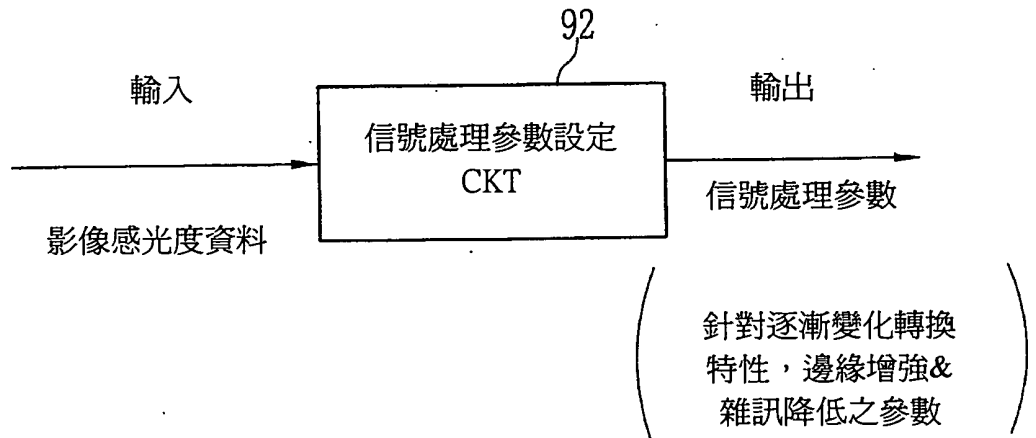 92
輸入
輸出
信號處理參數設定
CKT
影像感光度資料
信號處理參數
針對逐漸變化轉換
特性，邊緣增強&
雜訊降低之參數